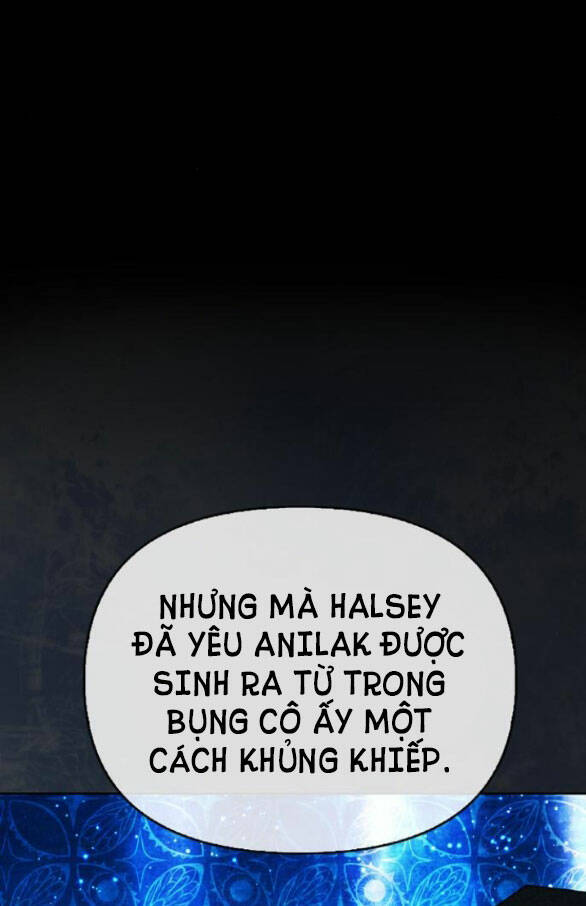 NHƯNG MÀ HALSEY
ĐÃ YÊU ANILAK ĐƯỢC
SINH RA TỪ TRONG
BỤNG CÔ ẤY MỘT
CÁCH KHỦNG KHIẾP.